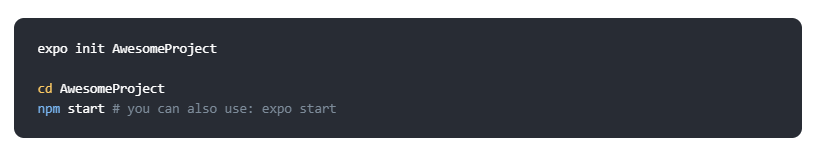 expo init AwesomeProject
cd AwesomeProject
npm start # you can also use: expo start